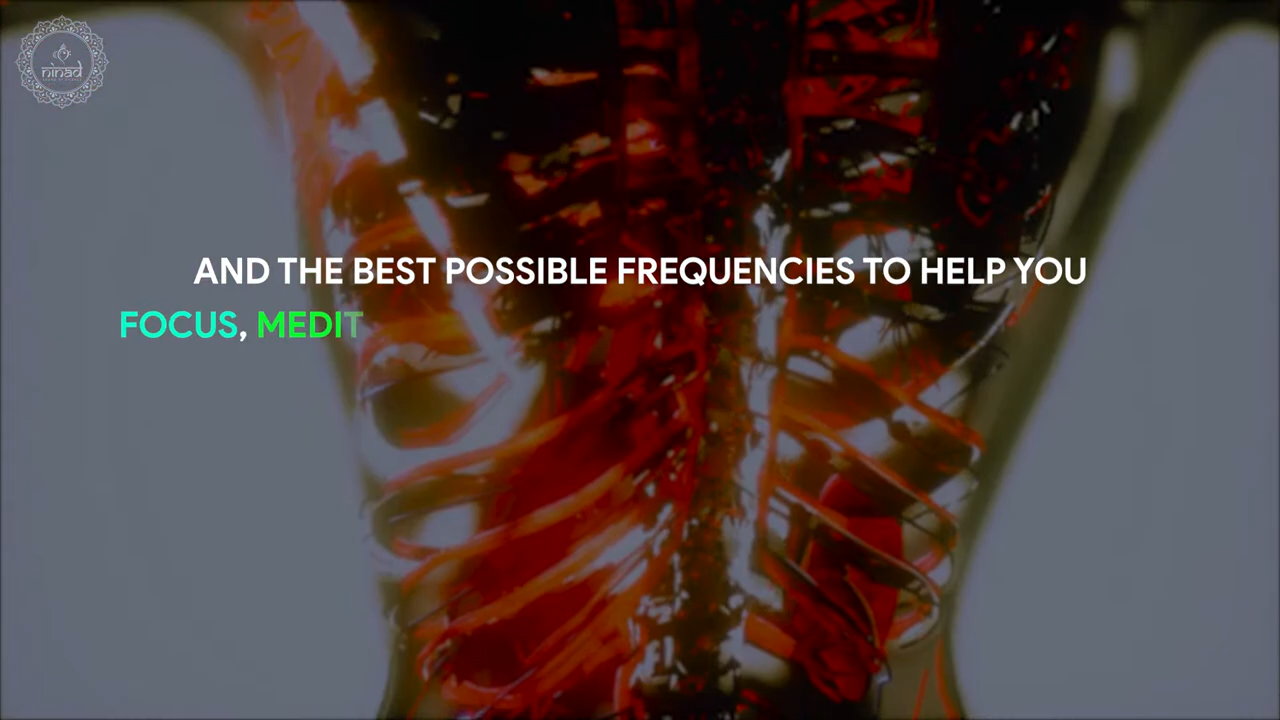 ninad
AND THE BEST POSSIBLE FREQUENCIES TO HELP YOU
FOCUS, MEDIT